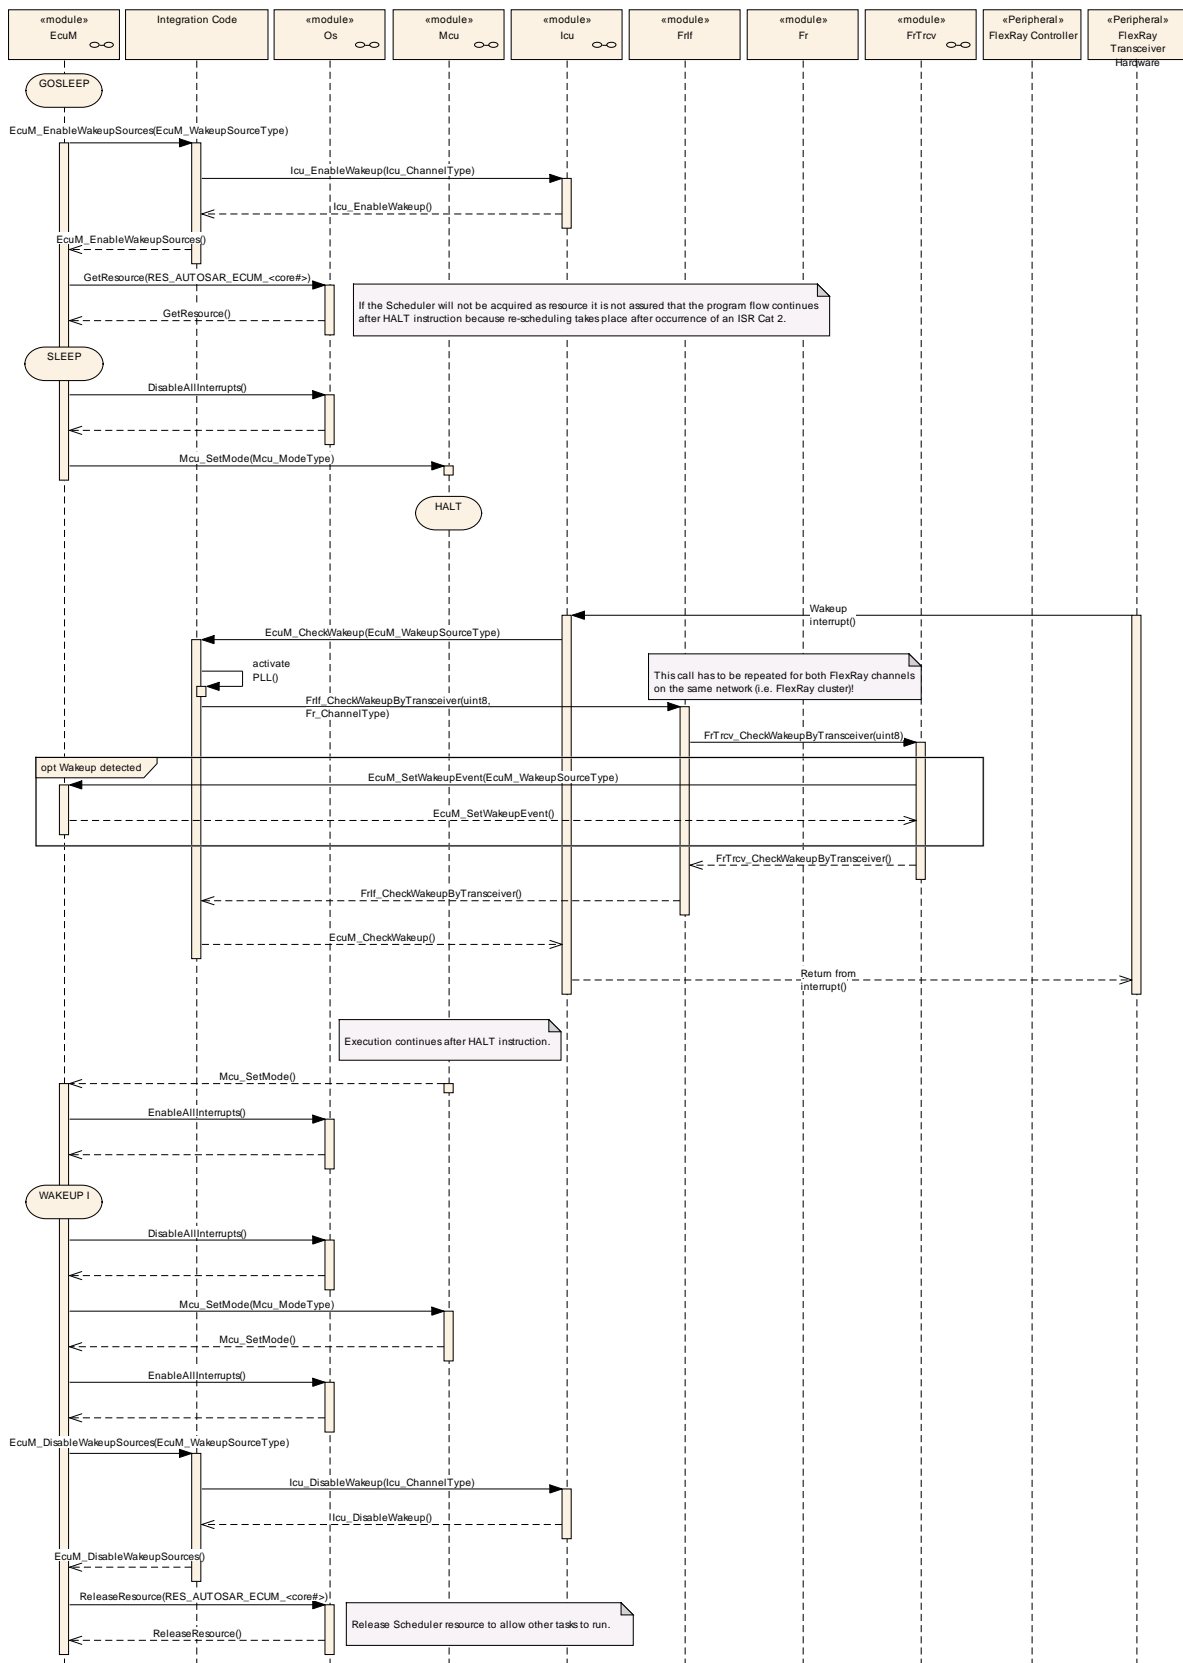 «module»
EcuM
Integration Code
«module»
Os
«module»
Mcu
«module»
Icu
«module»
FrIf
«module»
Fr
«module»
FrTrcv
«Peripheral»
FlexRay Controller
«Peripheral»
FlexRay
Transceiver
Hardware
GOSLEEP
EcuM_EnableWakeupSources(EcuM_WakeupSourceType)
Icu_EnableWakeup(Icu_ChannelType)
Icu_EnableWakeup()
EcuM_EnableWakeupSources()
GetResource(RES_AUTOSAR_ECUM_<core#>)
If the Scheduler will not be acquired as resource it is not assured that the program flow continues
after HALT instruction because re-scheduling takes place after occurrence of an ISR Cat 2.
GetResource()
SLEEP
DisableAllInterrupts()
Mcu_SetMode(Mcu_ModeType)
HALT
Wakeup
interrupt()
EcuM_CheckWakeup(EcuM_WakeupSourceType)
activate
PLL()
This call has to be repeated for both FlexRay channels
on the same network (i.e. FlexRay cluster)!
FrIf_CheckWakeupByTransceiver(uint8,
Fr_ChannelType)
FrTrcv_CheckWakeupByTransceiver(uint8)
opt Wakeup detected
EcuM_SetWakeupEvent(EcuM_WakeupSourceType)
EcuM_SetWakeupEvent()
FrTrcv_CheckWakeupByTransceiver()
FrIf_CheckWakeupByTransceiver()
EcuM_CheckWakeup()
Return from
interrupt()
Execution continues after HALT instruction.
Mcu_SetMode()
EnableAllInterrupts()
WAKEUP I
DisableAllInterrupts()
Mcu_SetMode(Mcu_ModeType)
Mcu_SetMode()
EnableAllInterrupts()
EcuM_DisableWakeupSources(EcuM_WakeupSourceType)
Icu_DisableWakeup(Icu_ChannelType)
Icu_DisableWakeup()
EcuM_DisableWakeupSources()
ReleaseResource(RES_AUTOSAR_ECUM_<core#>)
Release Scheduler resource to allow other tasks to run.
ReleaseResource()